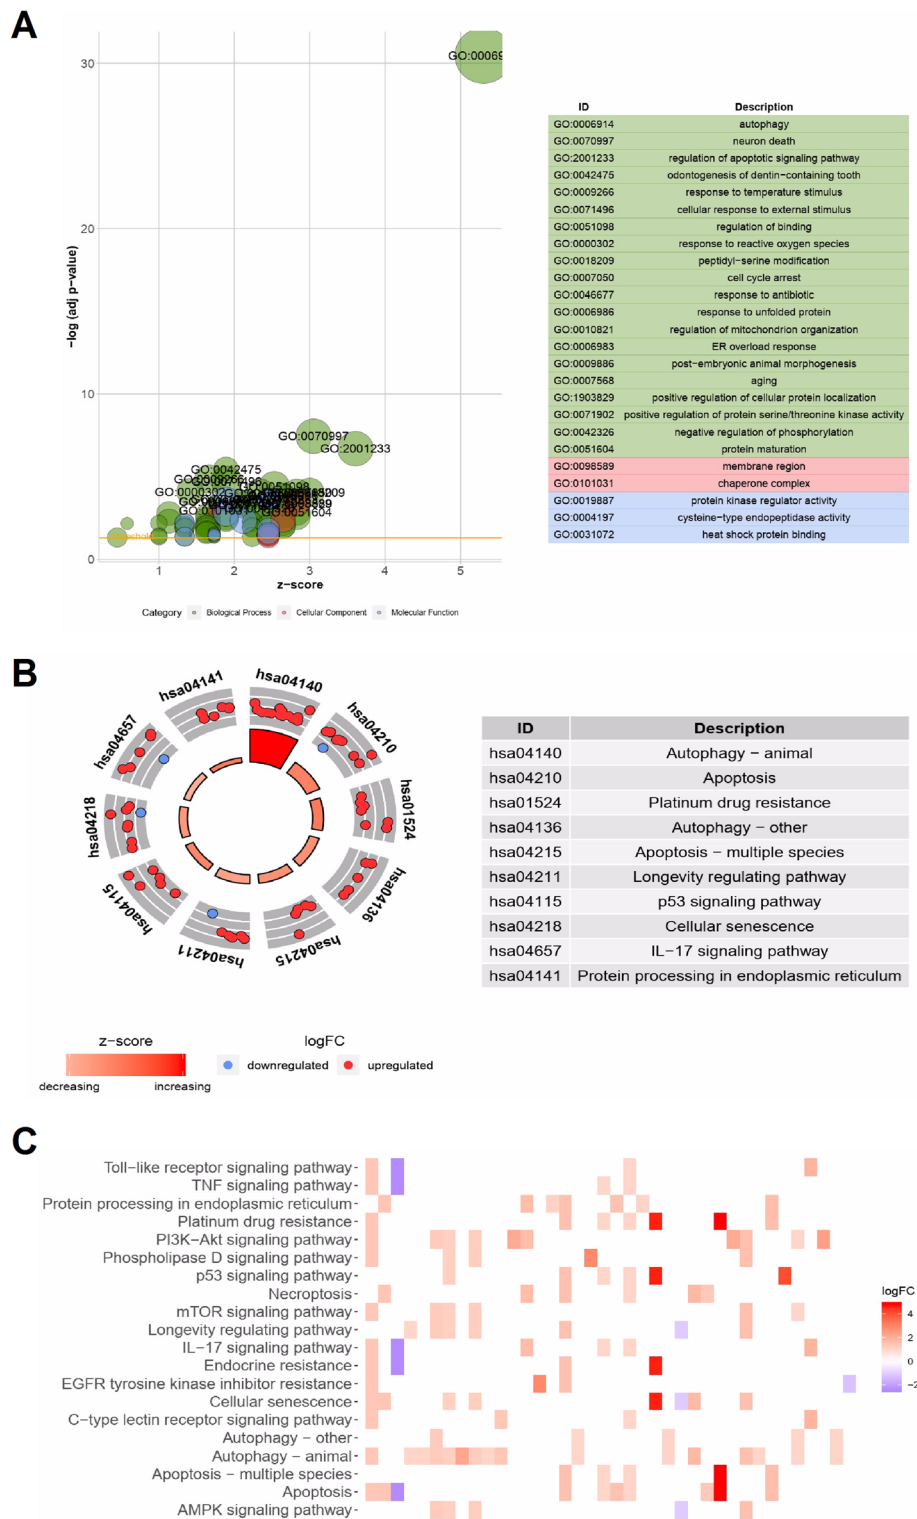 A
30
20
10
0
−log (adj p−value)
GO:0006
GO:0070997
GO:2001233
GO:0042475
GO:0000302
GO:0051098
GO:0051604
GO:0101031
1 2 3 4 5
z−score
Category Biological Process Cellular Component Molecular Function
ID Description
GO:0006914 autophagy
GO:0070997 neuron death
GO:2001233 regulation of apoptotic signaling pathway
GO:0042475 odontogenesis of dentin−containing tooth
GO:0009266 response to temperature stimulus
GO:0071496 cellular response to external stimulus
GO:0051098 regulation of binding
GO:0000302 response to reactive oxygen species
GO:0018209 peptidyl−serine modification
GO:0007050 cell cycle arrest
GO:0046677 response to antibiotic
GO:0006986 response to unfolded protein
GO:0010821 regulation of mitochondrion organization
GO:0006983 ER overload response
GO:0009886 post−embryonic animal morphogenesis
GO:0007568 aging
GO:1903829 positive regulation of cellular protein localization
GO:0071902 positive regulation of protein serine/threonine kinase activity
GO:0042326 negative regulation of phosphorylation
GO:0051604 protein maturation
GO:0098589 membrane region
GO:0101031 chaperone complex
GO:0019887 protein kinase regulator activity
GO:0004197 cysteine−type endopeptidase activity
GO:0031072 heat shock protein binding
B
hsa04140
hsa04210
hsa01524
hsa04136
hsa04215
hsa04211
hsa04115
hsa04218
hsa04657
hsa04141
z−score
decreasing increasing
logFC
downregulated upregulated
ID Description
hsa04140 Autophagy − animal
hsa04210 Apoptosis
hsa01524 Platinum drug resistance
hsa04136 Autophagy − other
hsa04215 Apoptosis − multiple species
hsa04211 Longevity regulating pathway
hsa04115 p53 signaling pathway
hsa04218 Cellular senescence
hsa04657 IL−17 signaling pathway
hsa04141 Protein processing in endoplasmic reticulum
C
Toll−like receptor signaling pathway
TNF signaling pathway
Protein processing in endoplasmic reticulum
Platinum drug resistance
PI3K−Akt signaling pathway
Phospholipase D signaling pathway
p53 signaling pathway
Necroptosis
mTOR signaling pathway
Longevity regulating pathway
IL−17 signaling pathway
Endocrine resistance
EGFR tyrosine kinase inhibitor resistance
Cellular senescence
C−type lectin receptor signaling pathway
Autophagy − other
Autophagy − animal
Apoptosis − multiple species
Apoptosis
AMPK signaling pathway
logFC
4
2
0
−2